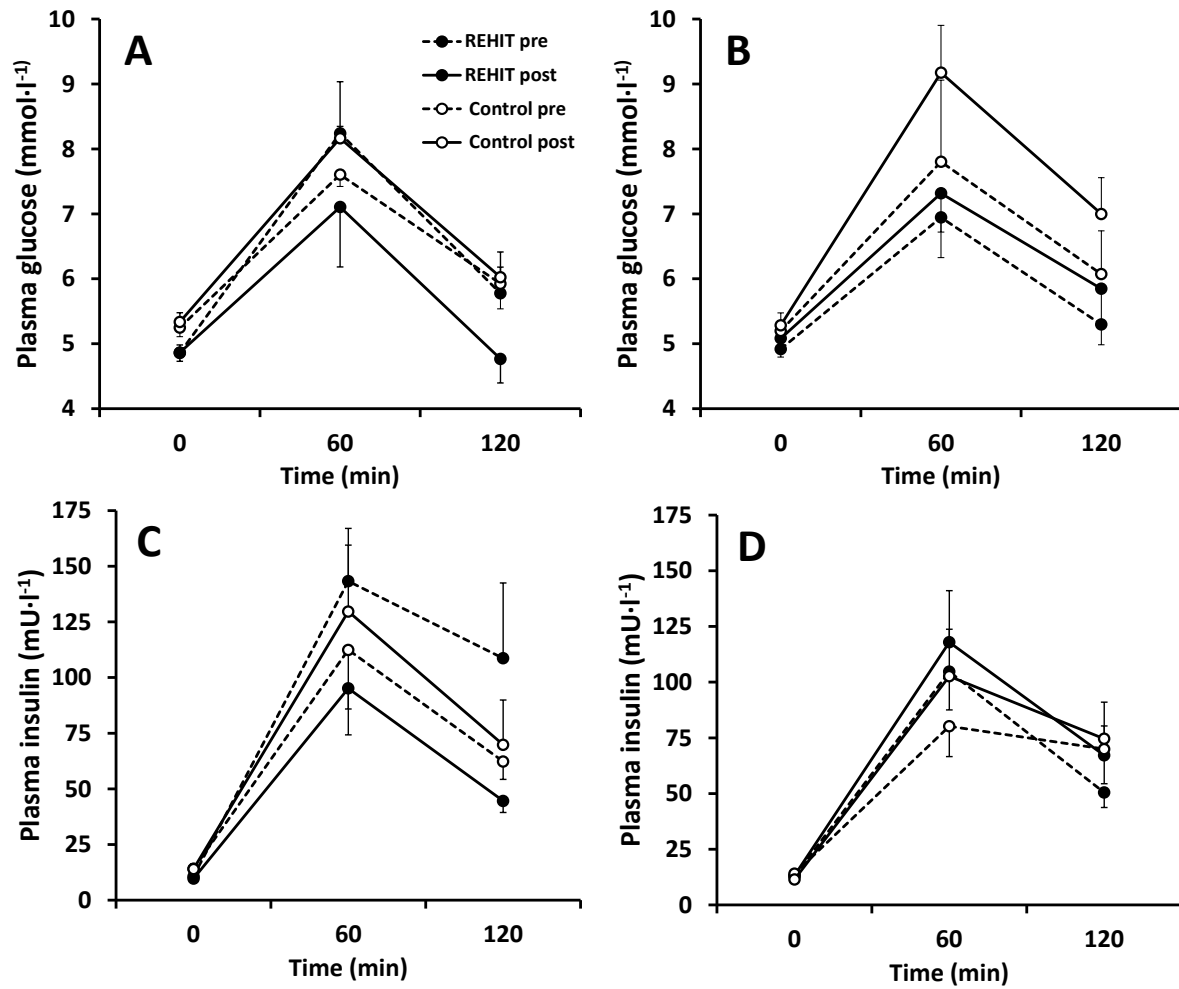 A
Plasma glucose (mmol·l⁻¹)
10
9
8
7
6
5
4
0 60 120
Time (min)
REHIT pre
REHIT post
Control pre
Control post
B
Plasma glucose (mmol·l⁻¹)
10
9
8
7
6
5
4
0 60 120
Time (min)
C
Plasma insulin (mU·l⁻¹)
175
150
125
100
75
50
25
0
0 60 120
Time (min)
D
Plasma insulin (mU·l⁻¹)
175
150
125
100
75
50
25
0
0 60 120
Time (min)